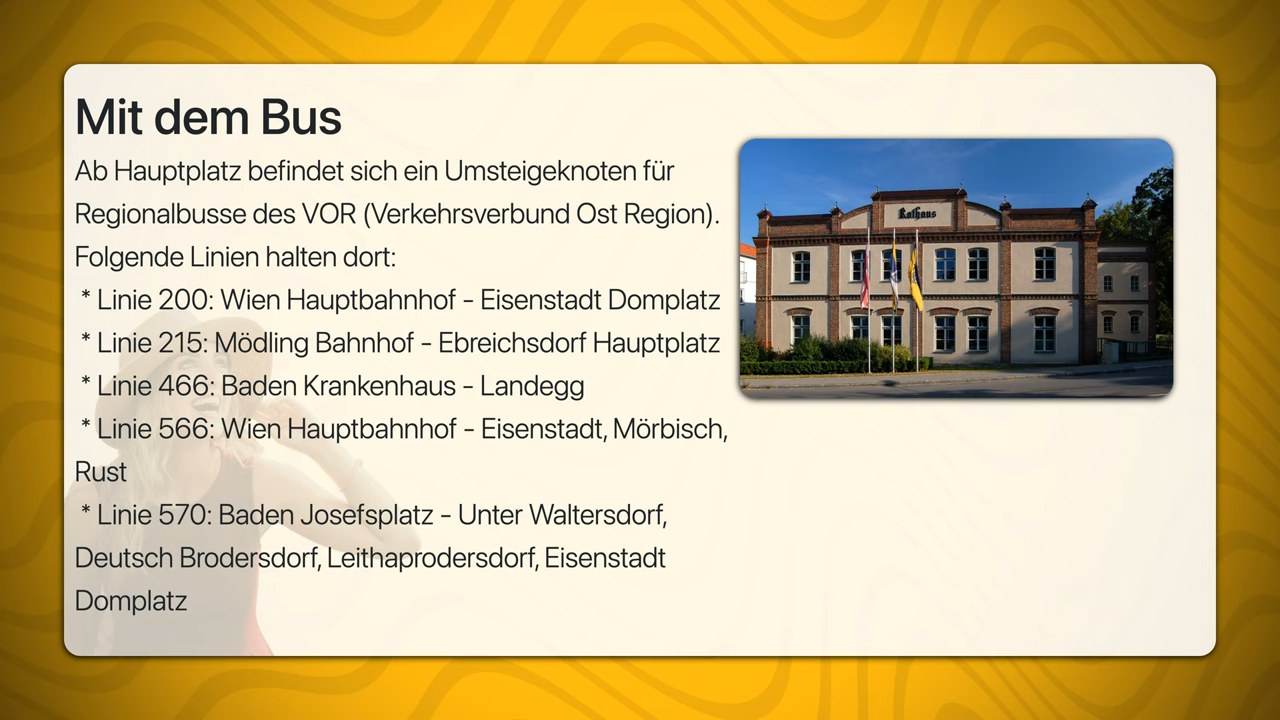 Mit dem Bus
Ab Hauptplatz befindet sich ein Umsteigeknoten für
Regionalbusse des VOR (Verkehrsverbund Ost Region).
Folgende Linien halten dort:
* Linie 200: Wien Hauptbahnhof - Eisenstadt Domplatz
* Linie 215: Mödling Bahnhof - Ebreichsdorf Hauptplatz
* Linie 466: Baden Krankenhaus - Landegg
* Linie 566: Wien Hauptbahnhof - Eisenstadt, Mörbisch,
Rust
* Linie 570: Baden Josefsplatz - Unter Waltersdorf,
Deutsch Brodersdorf, Leithaprodersdorf, Eisenstadt
Domplatz
Rathaus